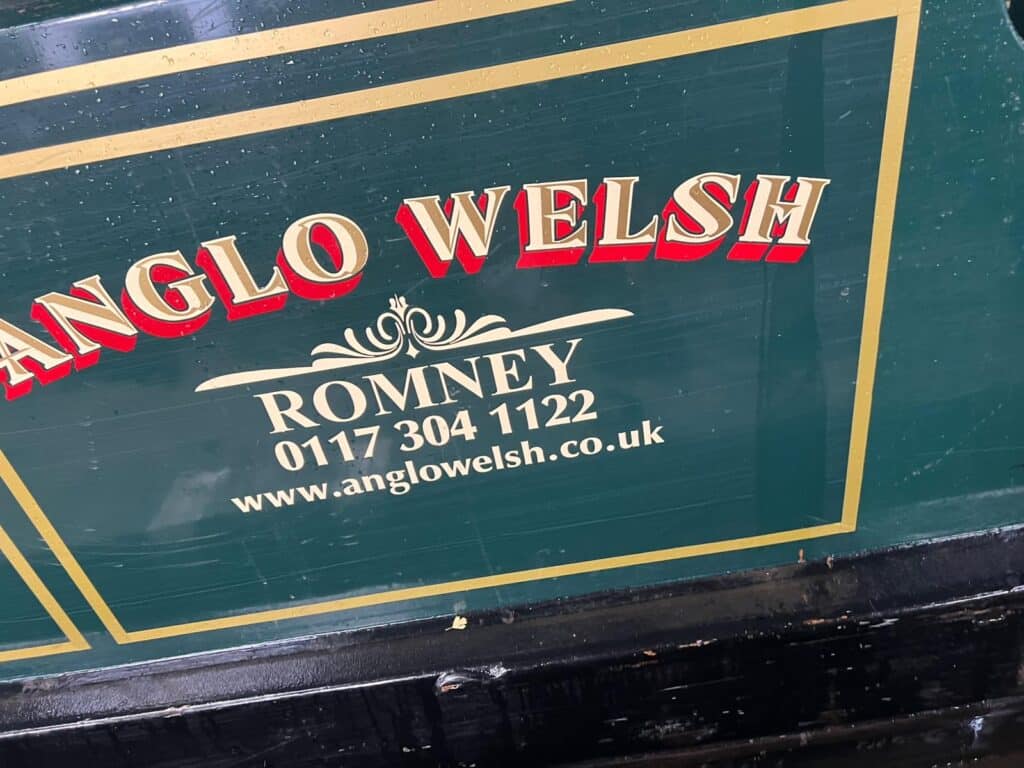 ANGLO WELSH
ROMNEY
0117 304 1122
www.anglowelsh.co.uk